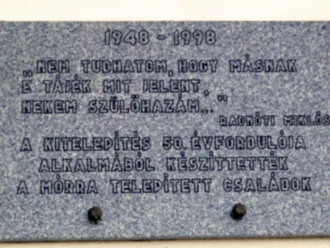 1948 - 1998
„NEM TUDHATOM, HOGY MÁSNAK
E TÁJÉK MIT JELENT,
NEKEM SZÜLŐHAZÁM..."
RADNÓTI MIKLÓS
A KITELEPÍTÉS 50. ÉVFORDULÓJA
ALKALMÁBÓL KÉSZÍTTETTÉK
A MÓRRA TELEPÍTETT CSALÁDOK